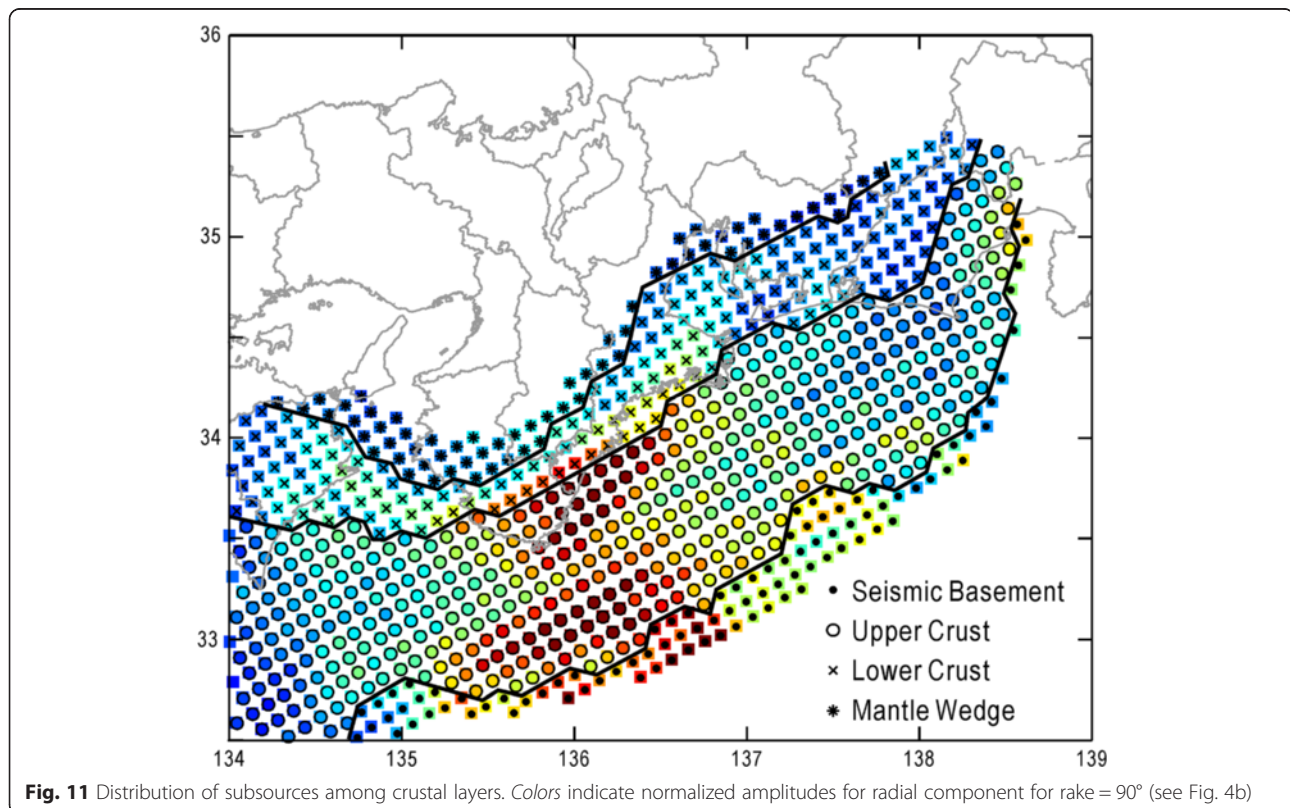 36
35
34
33
134
135
136
137
138
139
Seismic Basement
Upper Crust
Lower Crust
Mantle Wedge
Fig. 11 Distribution of subsources among crustal layers. Colors indicate normalized amplitudes for radial component for rake = 90° (see Fig. 4b)